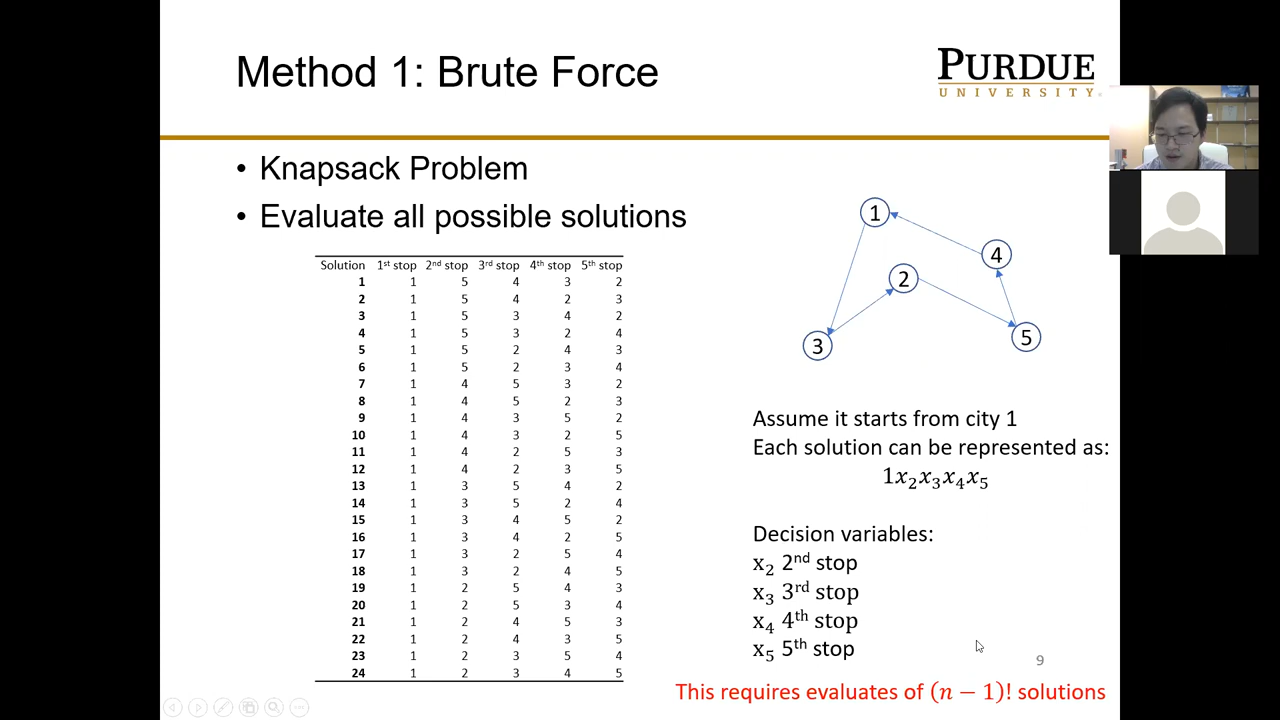 Method 1: Brute Force
PURDUE
UNIVERSITY
• Knapsack Problem
• Evaluate all possible solutions
Solution 1st stop 2nd stop 3rd stop 4th stop 5th stop
1 1 5 4 3 2
2 1 5 4 2 3
3 1 5 3 4 2
4 1 5 3 2 4
5 1 5 2 4 3
6 1 5 2 3 4
7 1 4 5 3 2
8 1 4 5 2 3
9 1 4 3 5 2
10 1 4 3 2 5
11 1 4 2 5 3
12 1 4 2 3 5
13 1 3 5 4 2
14 1 3 5 2 4
15 1 3 4 5 2
16 1 3 4 2 5
17 1 3 2 5 4
18 1 3 2 4 5
19 1 2 5 4 3
20 1 2 5 3 4
21 1 2 4 5 3
22 1 2 4 3 5
23 1 2 3 5 4
24 1 2 3 4 5
1
4
2
3
5
Assume it starts from city 1
Each solution can be represented as:
1x₂x₃x₄x₅
Decision variables:
x₂ 2nd stop
x₃ 3rd stop
x₄ 4th stop
x₅ 5th stop
9
This requires evaluates of (n − 1)! solutions